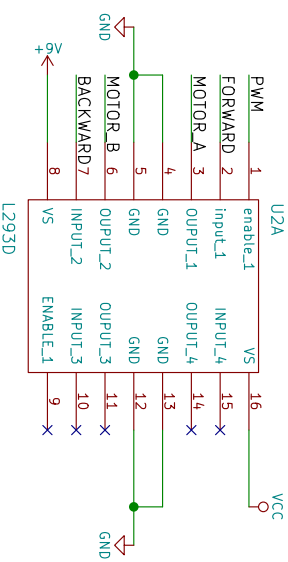 U2A
L293D
PWM
1
enable_1
FORWARD
2
input_1
MOTOR_A
3
OUPUT_1
4
GND
GND
5
GND
MOTOR_B
6
OUPUT_2
BACKWARD
7
INPUT_2
+9V
8
VS
VS
16
VCC
INPUT_4
15
OUPUT_4
14
GND
13
GND
12
GND
OUPUT_3
11
INPUT_3
10
ENABLE_1
9